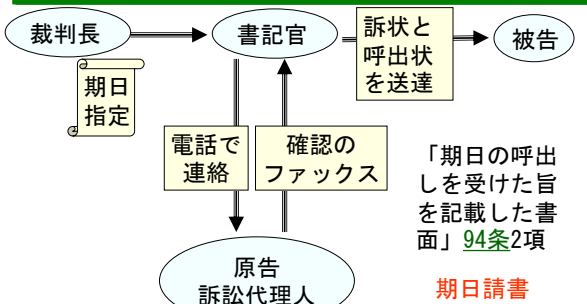 裁判長
書記官
訴状と
呼出状
を送達
被告
期日
指定
電話で
連絡
確認の
ファックス
「期日の呼出
しを受けた旨
を記載した書
面」94条2項
原告
訴訟代理人
期日請書